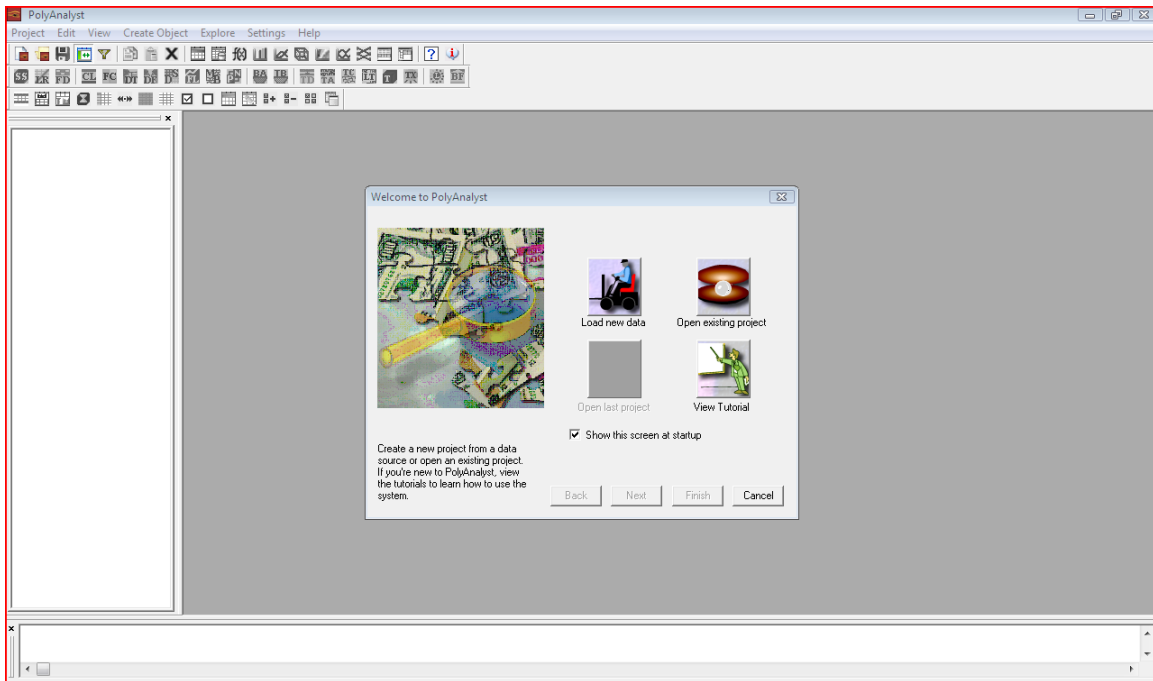 PolyAnalyst
Project Edit View Create Object Explore Settings Help
Welcome to PolyAnalyst
Load new data Open existing project
Open last project View Tutorial
Show this screen at startup
Create a new project from a data
source or open an existing project.
If you're new to PolyAnalyst, view
the tutorials to learn how to use the
system.
Back Next Finish Cancel